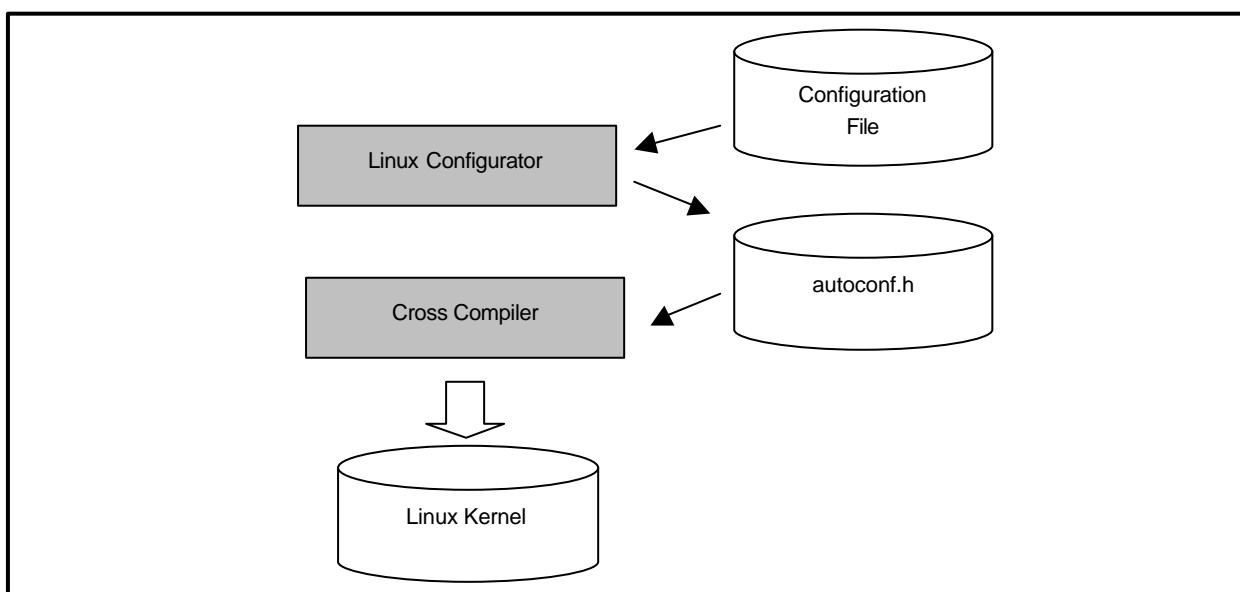 Configuration
File
Linux Configurator
autoconf.h
Cross Compiler
Linux Kernel